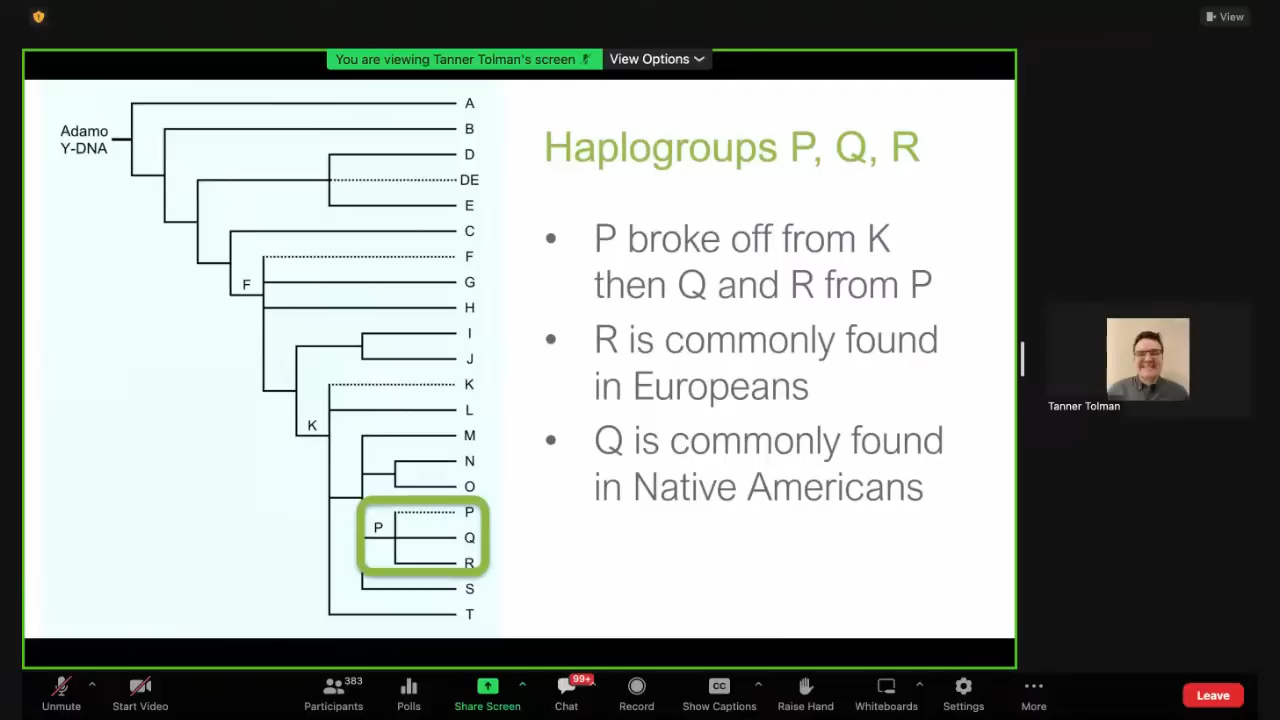 View
You are viewing Tanner Tolman's screen
View Options
Adamo
Y-DNA
A
B
D
DE
E
C
F
F
G
H
I
J
K
K
L
M
N
O
P
P
Q
R
S
T
Haplogroups P, Q, R
• P broke off from K
then Q and R from P
• R is commonly found
in Europeans
• Q is commonly found
in Native Americans
Tanner Tolman
Unmute
Start Video
383
Participants
Polls
Share Screen
99+
Chat
Record
CC
Show Captions
Raise Hand
Whiteboards
Settings
More
Leave